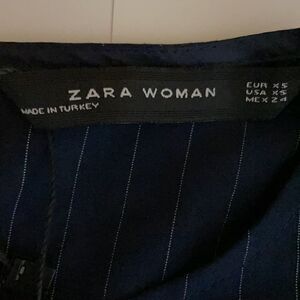 ZARA WOMAN
MADE IN TURKEY
EUR XS
USA XS
MEX 24